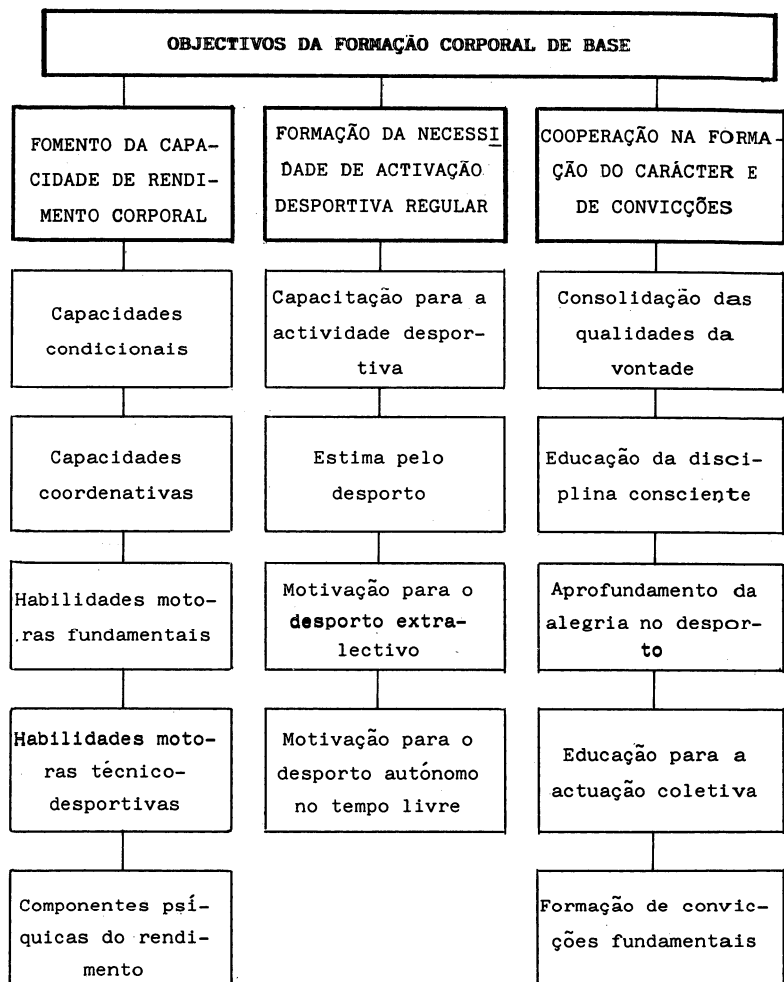 OBJECTIVOS DA FORMAÇÃO CORPORAL DE BASE
FOMENTO DA CAPA-
CIDADE DE RENDI-
MENTO CORPORAL
Capacidades
condicionais
Capacidades
coordenativas
Habilidades moto-
ras fundamentais
Habilidades moto-
ras técnico-
desportivas
Componentes psí-
quicas do rendi-
mento
FORMAÇÃO DA NECESSI
DADE DE ACTIVAÇÃO
DESPORTIVA REGULAR
Capacitação para a
actividade despor-
tiva
Estima pelo
desporto
Motivação para o
desporto extra-
lectivo
Motivação para o
desporto autónomo
no tempo livre
COOPERAÇÃO NA FORMA-
ÇÃO DO CARÁCTER E
DE CONVICÇÕES
Consolidação das
qualidades da
vontade
Educação da disci-
plina consciente
Aprofundamento da
alegria no despor-
to
Educação para a
actuação coletiva
Formação de convic-
ções fundamentais